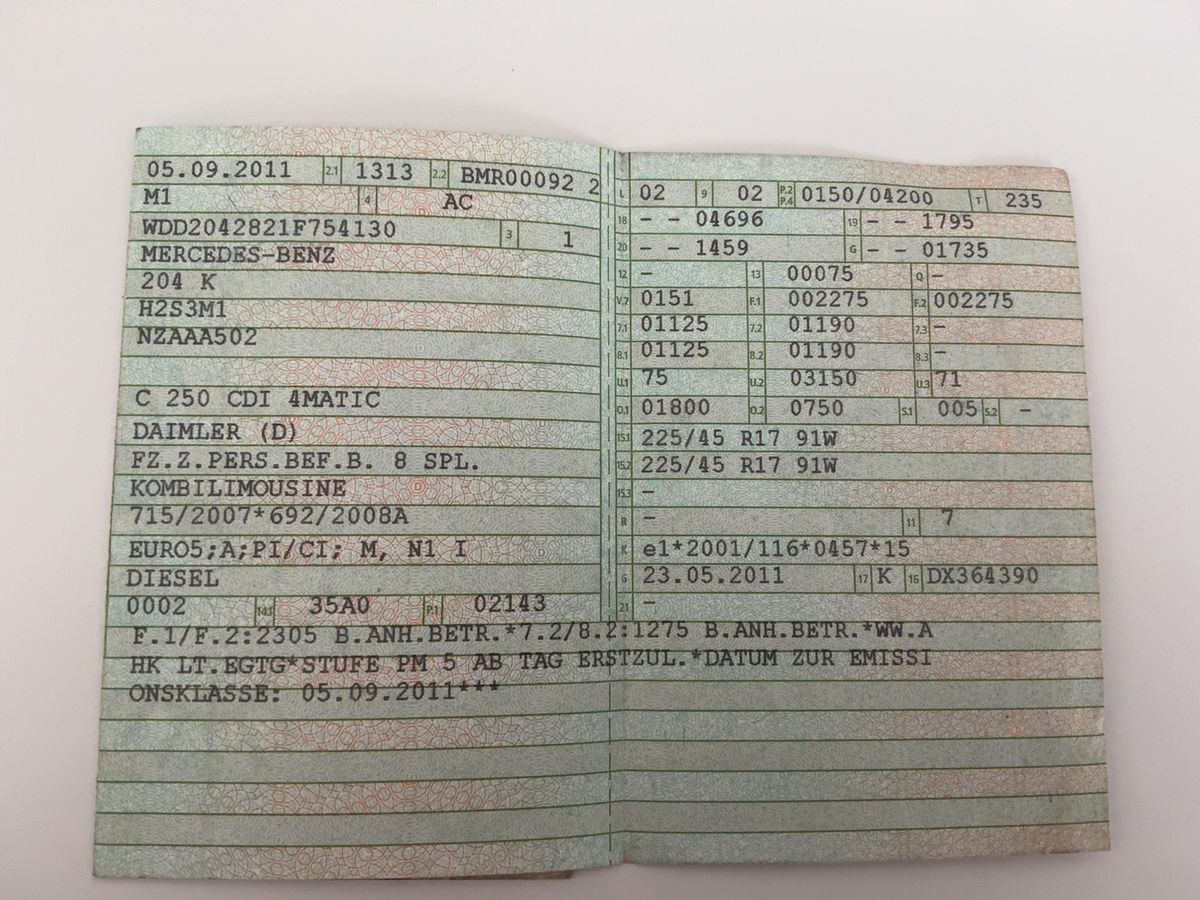 05.09.2011 2.1 1313 2.2 BMR00092 2
M1 4 AC
WDD2042821F754130 3 1
MERCEDES-BENZ
204 K
H2S3M1
NZAAA502
C 250 CDI 4MATIC
DAIMLER (D)
FZ.Z.PERS.BEF.B. 8 SPL.
KOMBILIMOUSINE
715/2007*692/2008A
EURO5;A;PI/CI; M, N1 I
DIESEL
0002 14.1 35A0 P.1 02143
L 02 9 02 P.2 P.4 0150/04200 T 235
18 - - 04696 19 - - 1795
20 - - 1459 G - - 01735
12 - 13 00075 Q -
V.7 0151 F.1 002275 F.2 002275
7.1 01125 7.2 01190 7.3 -
8.1 01125 8.2 01190 8.3 -
U.1 75 U.2 03150 U.3 71
O.1 01800 O.2 0750 S.1 005 S.2 -
15.1 225/45 R17 91W
15.2 225/45 R17 91W
15.3 -
R - 11 7
K e1*2001/116*0457*15
6 23.05.2011 17 K 16 DX364390
21 -
F.1/F.2:2305 B.ANH.BETR.*7.2/8.2:1275 B.ANH.BETR.*WW.A
HK LT.EGTG*STUFE PM 5 AB TAG ERSTZUL.*DATUM ZUR EMISSI
ONSKLASSE: 05.09.2011***